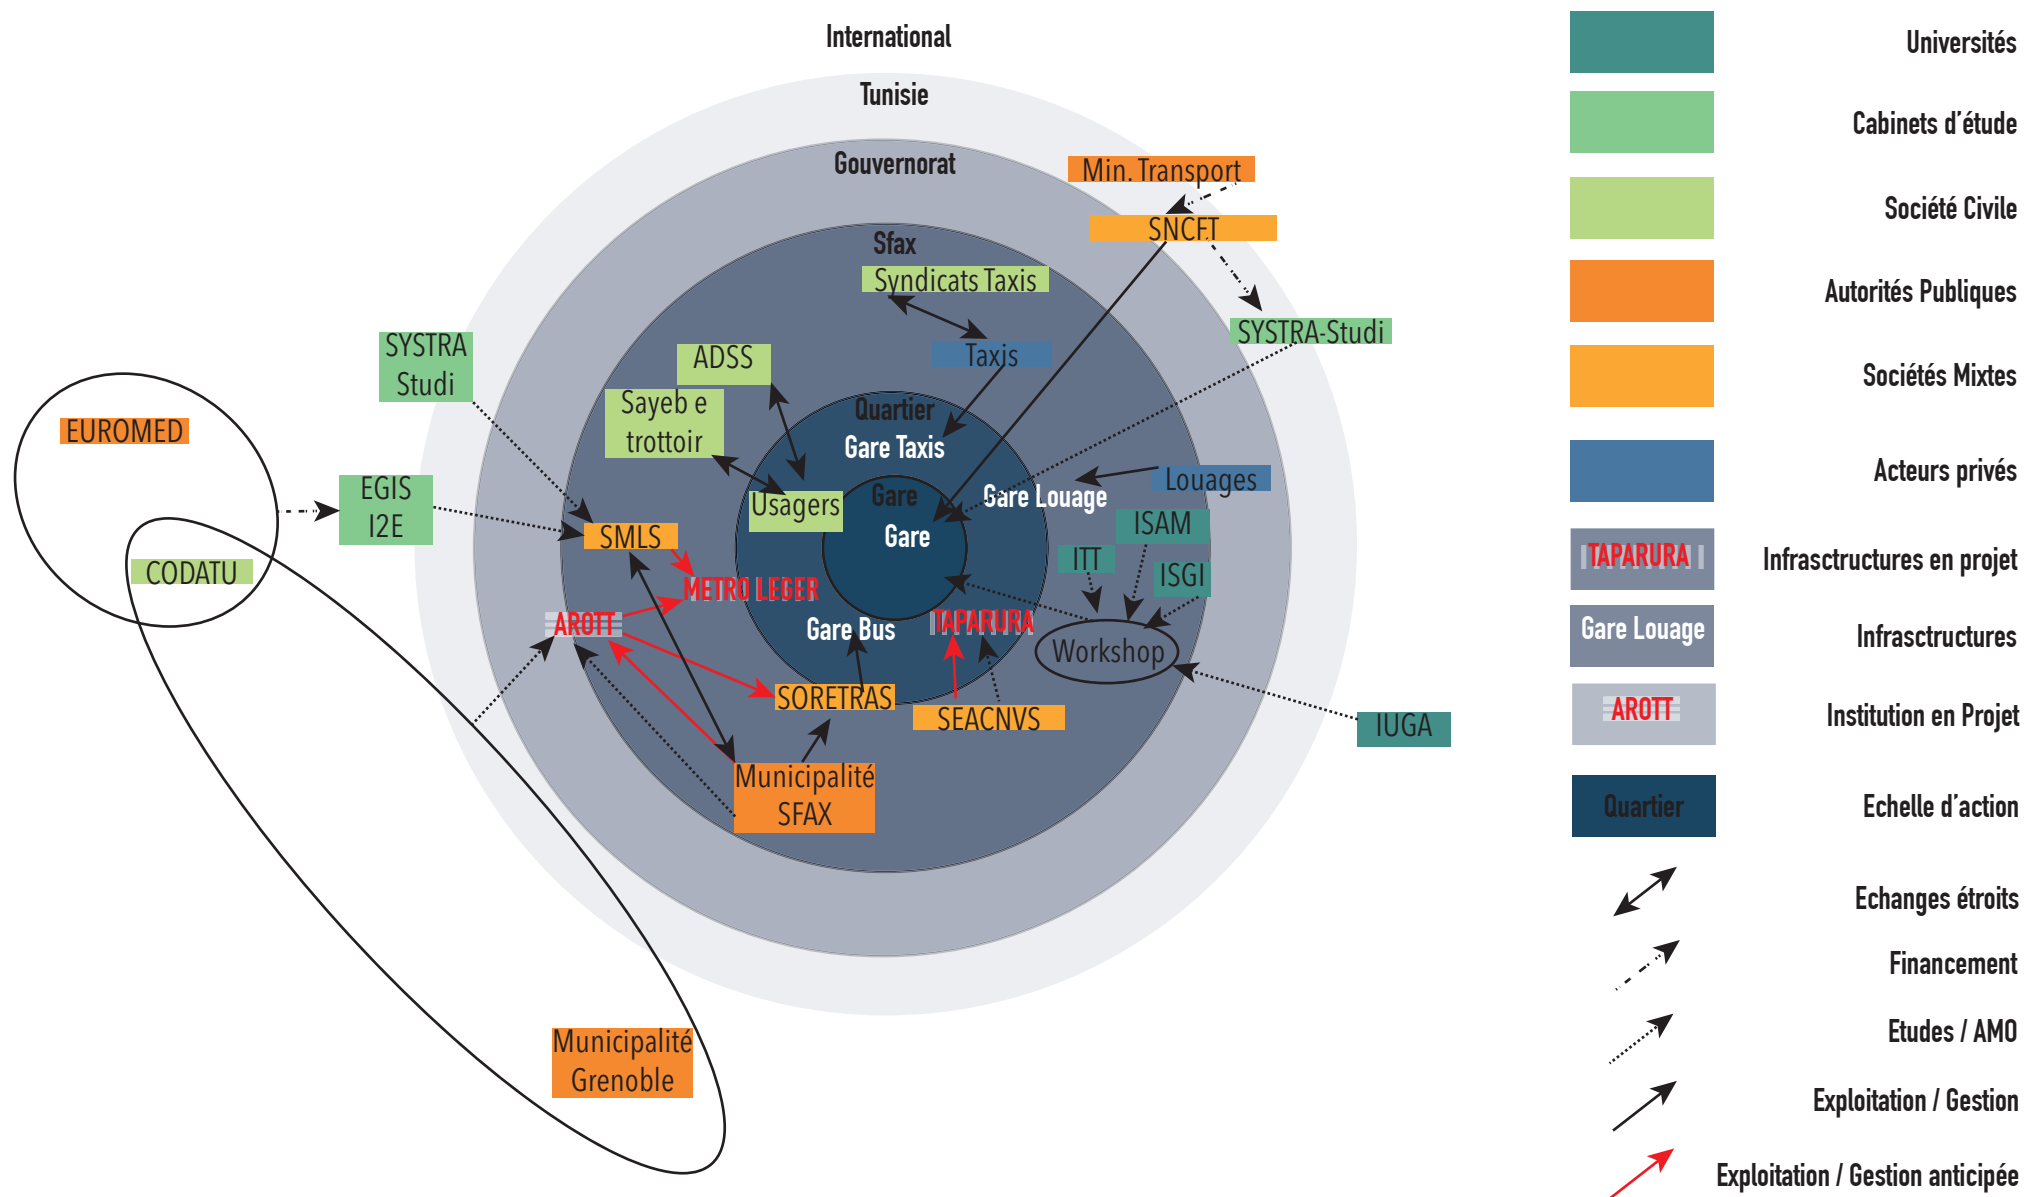 International
Tunisie
Gouvernorat
Sfax
Min. Transport
SNCFT
Syndicats Taxis
SYSTRA-Studi
Taxis
SYSTRA
Studi
ADSS
Sayeb e
trottoir
Quartier
Gare Taxis
EUROMED
EGIS
I2E
Usagers
Gare
Gare
Gare Louage
Louages
ISAM
ITT
ISGI
SMLS
METRO LEGER
CODATU
AROTT
Gare Bus
TAPARURA
Workshop
SORETRAS
SEACNVS
IUGA
Municipalité
SFAX
Municipalité
Grenoble
Universités
Cabinets d'étude
Société Civile
Autorités Publiques
Sociétés Mixtes
Acteurs privés
TAPARURA
Infrasctructures en projet
Gare Louage
Infrasctructures
AROTT
Institution en Projet
Quartier
Echelle d'action
Echanges étroits
Financement
Etudes / AMO
Exploitation / Gestion
Exploitation / Gestion anticipée